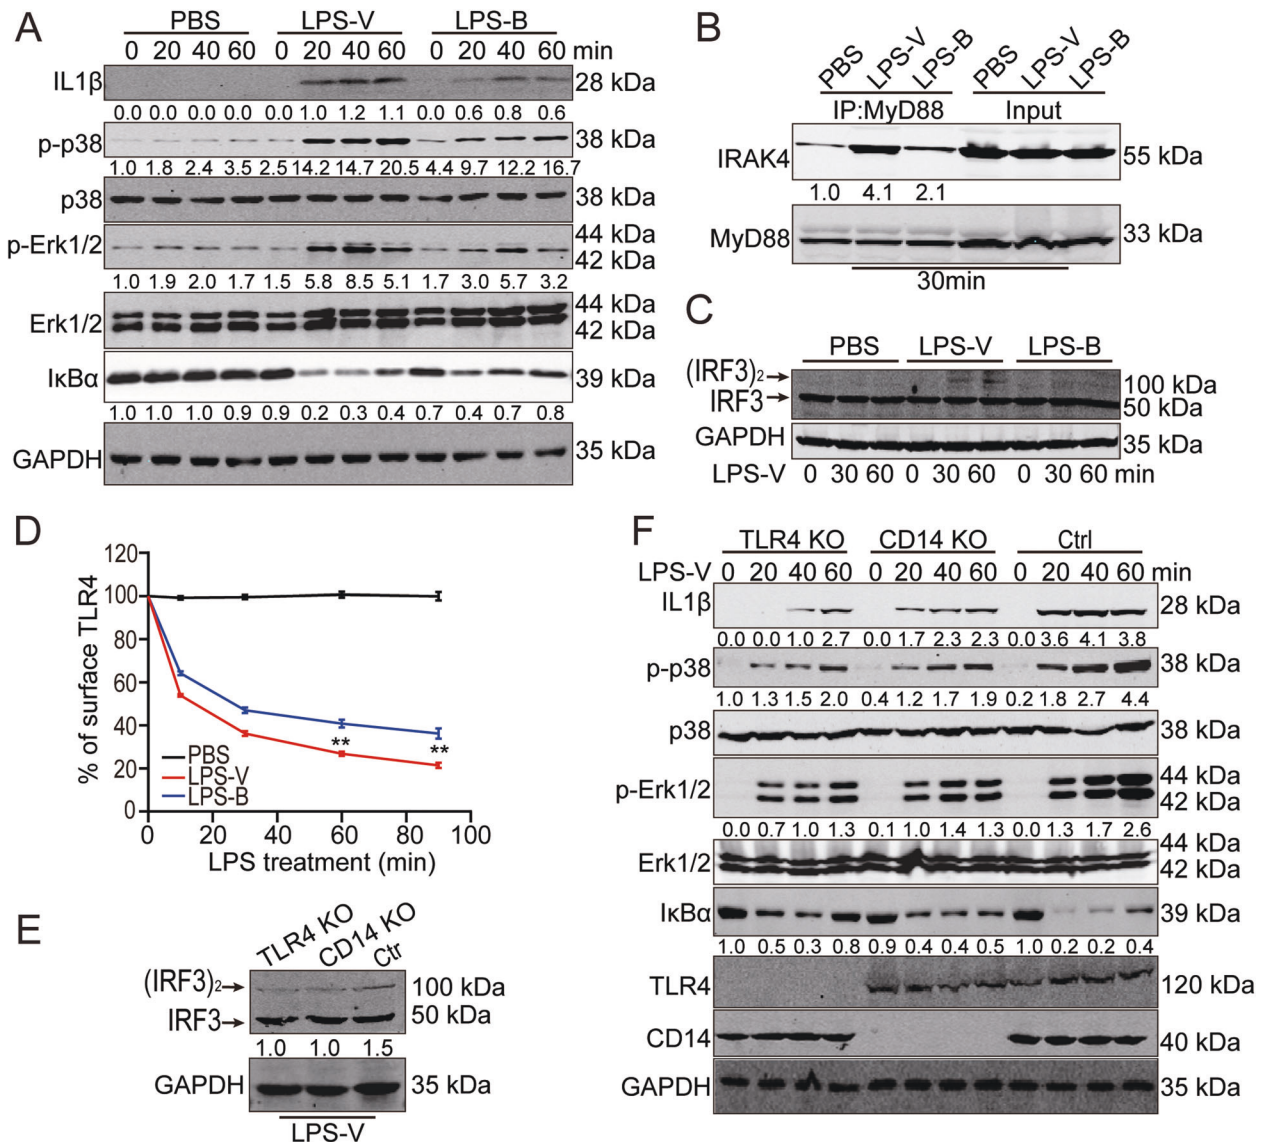 A
PBS LPS-V LPS-B
0 20 40 60 0 20 40 60 0 20 40 60 min
IL1β 28 kDa
0.0 0.0 0.0 0.0 0.0 1.0 1.2 1.1 0.0 0.6 0.8 0.6
p-p38 38 kDa
1.0 1.8 2.4 3.5 2.5 14.2 14.7 20.5 4.4 9.7 12.2 16.7
p38 38 kDa
p-Erk1/2 44 kDa
42 kDa
1.0 1.9 2.0 1.7 1.5 5.8 8.5 5.1 1.7 3.0 5.7 3.2
Erk1/2 44 kDa
42 kDa
IκBα 39 kDa
1.0 1.0 1.0 0.9 0.9 0.2 0.3 0.4 0.7 0.4 0.7 0.8
GAPDH 35 kDa
B
PBS LPS-V LPS-B PBS LPS-V LPS-B
IP:MyD88 Input
IRAK4 55 kDa
1.0 4.1 2.1
MyD88 33 kDa
30min
C
PBS LPS-V LPS-B
(IRF3)₂ 100 kDa
IRF3 50 kDa
GAPDH 35 kDa
LPS-V 0 30 60 0 30 60 0 30 60 min
D
% of surface TLR4
120
100
80
60
40
20
0
** **
PBS
LPS-V
LPS-B
0 20 40 60 80 100
LPS treatment (min)
E
TLR4 KO CD14 KO Ctr
(IRF3)₂ 100 kDa
IRF3 50 kDa
1.0 1.0 1.5
GAPDH 35 kDa
LPS-V
F
TLR4 KO CD14 KO Ctrl
LPS-V 0 20 40 60 0 20 40 60 0 20 40 60 min
IL1β 28 kDa
0.0 0.0 1.0 2.7 0.0 1.7 2.3 2.3 0.0 3.6 4.1 3.8
p-p38 38 kDa
1.0 1.3 1.5 2.0 0.4 1.2 1.7 1.9 0.2 1.8 2.7 4.4
p38 38 kDa
p-Erk1/2 44 kDa
42 kDa
0.0 0.7 1.0 1.3 0.1 1.0 1.4 1.3 0.0 1.3 1.7 2.6
Erk1/2 44 kDa
42 kDa
IκBα 39 kDa
1.0 0.5 0.3 0.8 0.9 0.4 0.4 0.5 1.0 0.2 0.2 0.4
TLR4 120 kDa
CD14 40 kDa
GAPDH 35 kDa